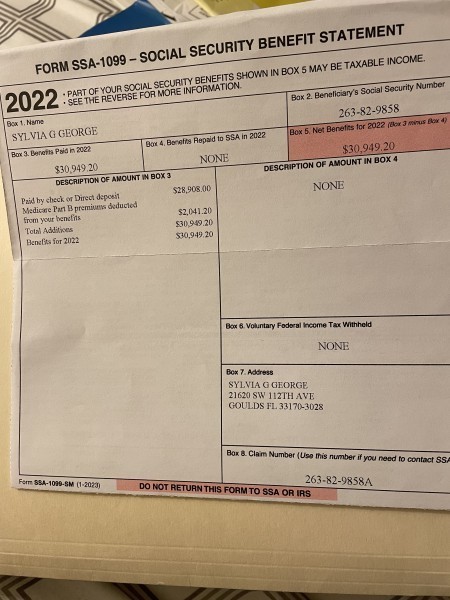 FORM SSA-1099 – SOCIAL SECURITY BENEFIT STATEMENT
2022
• PART OF YOUR SOCIAL SECURITY BENEFITS SHOWN IN BOX 5 MAY BE TAXABLE INCOME.
• SEE THE REVERSE FOR MORE INFORMATION.
Box 1. Name
SYLVIA G GEORGE
Box 2. Beneficiary's Social Security Number
263-82-9858
Box 3. Benefits Paid in 2022
$30,949.20
Box 4. Benefits Repaid to SSA in 2022
NONE
Box 5. Net Benefits for 2022 (Box 3 minus Box 4)
$30,949.20
DESCRIPTION OF AMOUNT IN BOX 3
Paid by check or Direct deposit $28,908.00
Medicare Part B premiums deducted
from your benefits $2,041.20
Total Additions $30,949.20
Benefits for 2022 $30,949.20
DESCRIPTION OF AMOUNT IN BOX 4
NONE
Box 6. Voluntary Federal Income Tax Withheld
NONE
Box 7. Address
SYLVIA G GEORGE
21620 SW 112TH AVE
GOULDS FL 33170-3028
Box 8. Claim Number (Use this number if you need to contact SSA
263-82-9858A
Form SSA-1099-SM (1-2023)
DO NOT RETURN THIS FORM TO SSA OR IRS